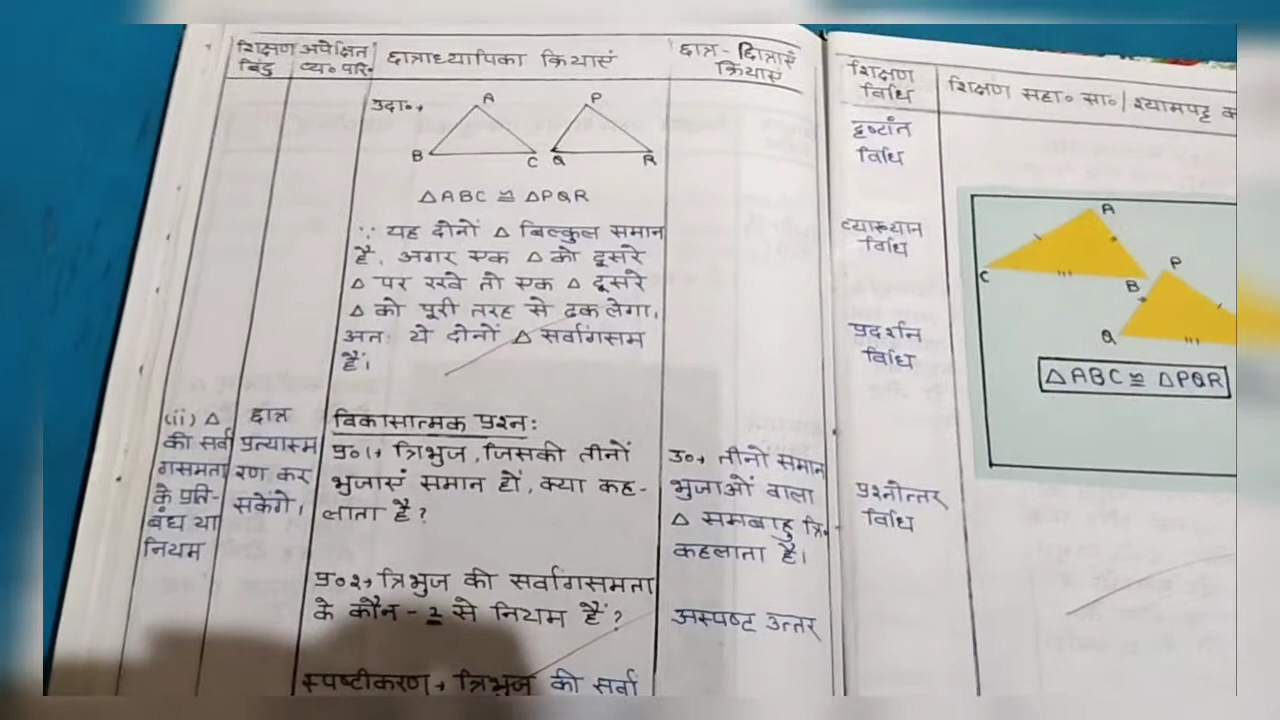 शिक्षण बिंदु
अपेक्षित व्य० परि०
छात्राध्यापिका क्रियाएं
छात्र - छात्राएं क्रियाएं
उदा०→
A
B
C
P
Q
R
△ABC ≅ △PQR
∵ यह दोनों △ बिल्कुल समान
है, अगर एक △ को दूसरे
△ पर रखे तो एक △ दूसरे
△ को पूरी तरह से ढक लेगा,
अतः ये दोनों △ सर्वागसम
हैं।
(ii) △
की सर्वा
गसमता
के प्रति-
बंध या
नियम
छात्र
प्रत्यास्म
रण कर
सकेंगे,
विकासात्मक प्रश्न:
प्र०1→ त्रिभुज, जिसकी तीनों
भुजाएं समान हों, क्या कह-
लाता है?
प्र०2→ त्रिभुज की सर्वागसमता
के कौन - 2 से नियम हैं?
स्पष्टीकरण → त्रिभुज की सर्वा
उ०→ तीनों समान
भुजाओं वाला
△ समबाहु त्रि०
कहलाता है।
अस्पष्ट उत्तर
शिक्षण
विधि
शिक्षण सहा० सा० / श्यामपट्ट
दृष्टांत
विधि
व्याख्यान
विधि
प्रदर्शन
विधि
प्रश्नोत्तर
विधि
A
C
B
P
Q
△ABC ≅ △PQR